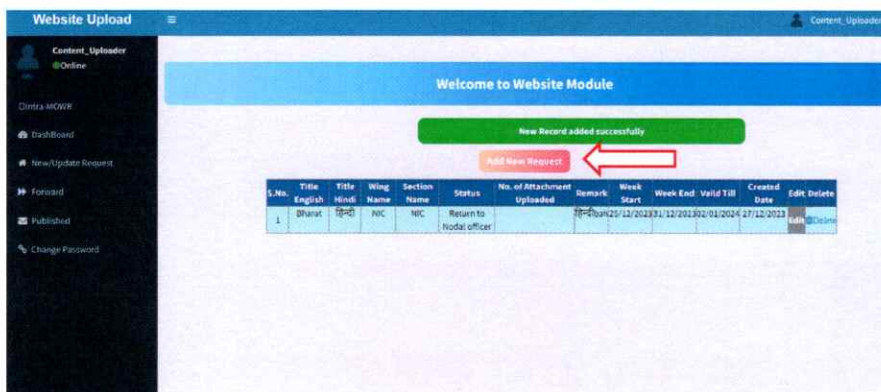 Website Upload
Content_Uploader
Content_Uploader
Online
Welcome to Website Module
Dintra-MOWR
New Record added successfully
DashBoard
Add New Request
New/Update Request
Forward
S.No. Title English Title Hindi Wing Name Section Name Status No. of Attachment Uploaded Remark Week Start Week End Vaild Till Created Date Edit Delete
1 Bharat हिन्दी NIC NIC Return to Nodal officer 25/12/2023 31/12/2023 02/01/2024 27/12/2023 Edit Delete
Published
Change Password